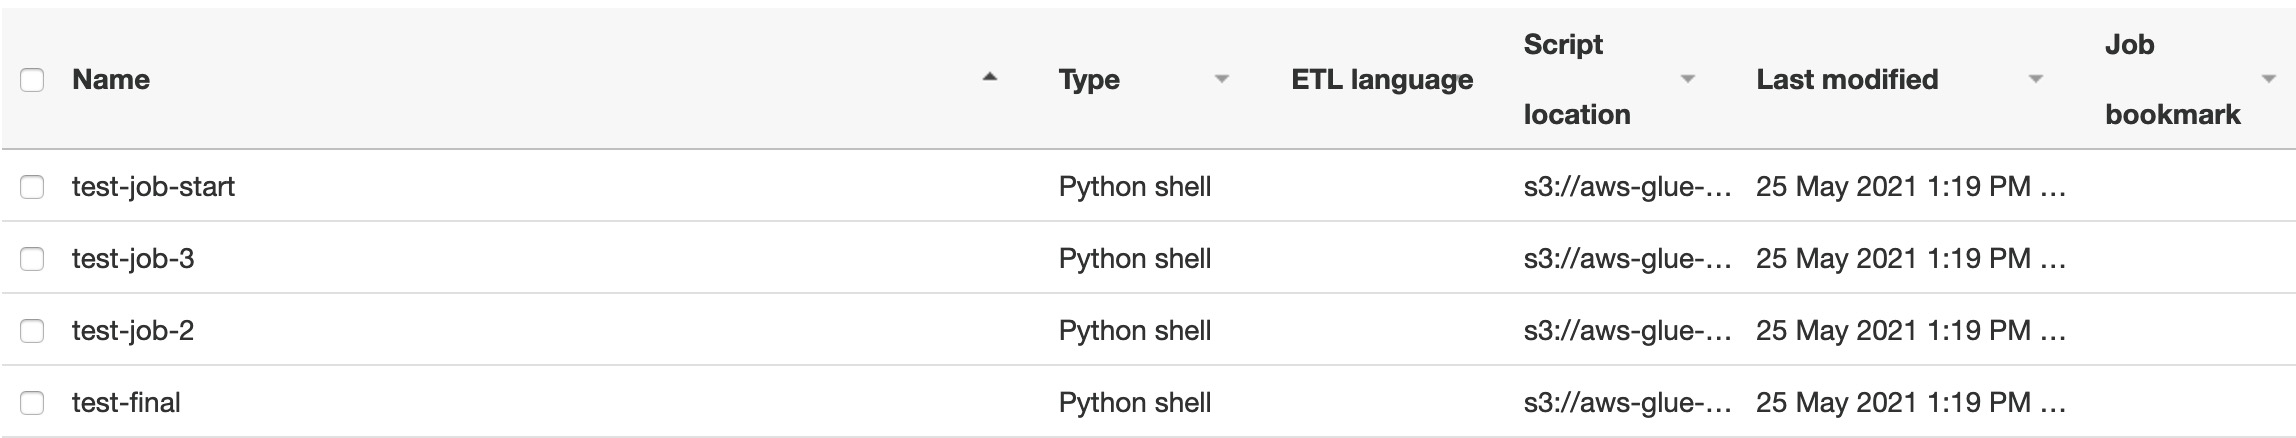 Name Type ETL language Script location Last modified Job bookmark
test-job-start Python shell s3://aws-glue-... 25 May 2021 1:19 PM ...
test-job-3 Python shell s3://aws-glue-... 25 May 2021 1:19 PM ...
test-job-2 Python shell s3://aws-glue-... 25 May 2021 1:19 PM ...
test-final Python shell s3://aws-glue-... 25 May 2021 1:19 PM ...